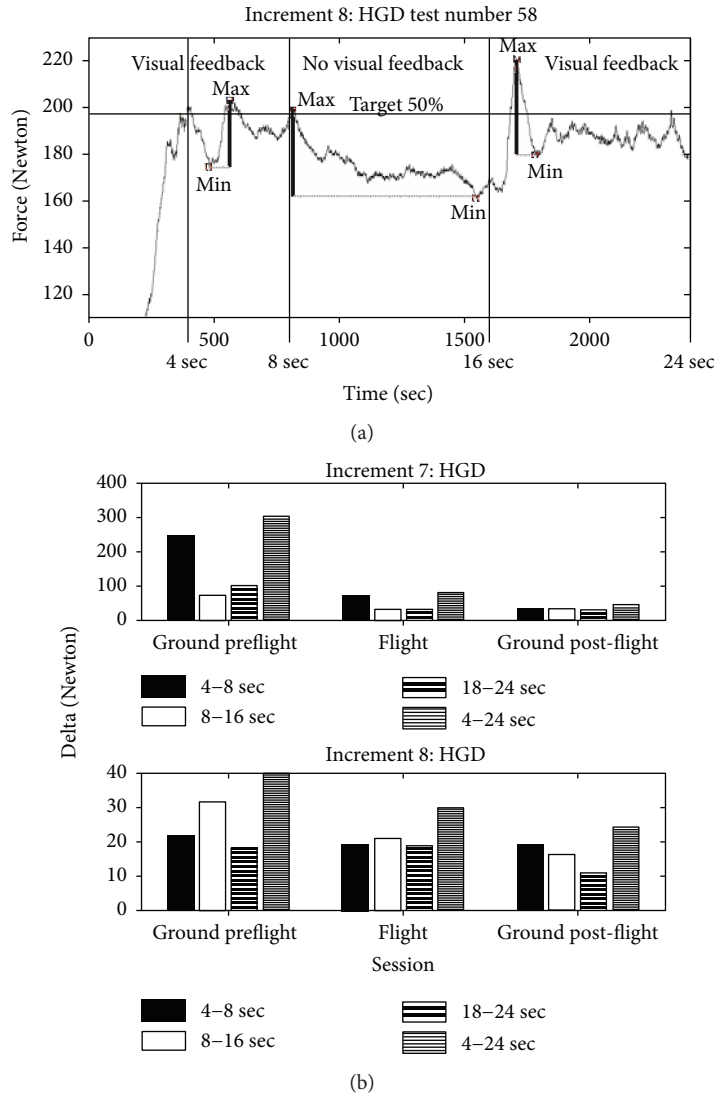 Increment 8: HGD test number 58
Force (Newton)
220
200
180
160
140
120
Visual feedback
No visual feedback
Visual feedback
Max
Max
Max
Target 50%
Min
Min
Min
0
500
1000
1500
2000
4 sec
8 sec
16 sec
24 sec
Time (sec)
(a)
Increment 7: HGD
Delta (Newton)
400
300
200
100
0
Ground preflight
Flight
Ground post-flight
4–8 sec
18–24 sec
8–16 sec
4–24 sec
Increment 8: HGD
40
30
20
10
0
Ground preflight
Flight
Ground post-flight
Session
4–8 sec
18–24 sec
8–16 sec
4–24 sec
(b)